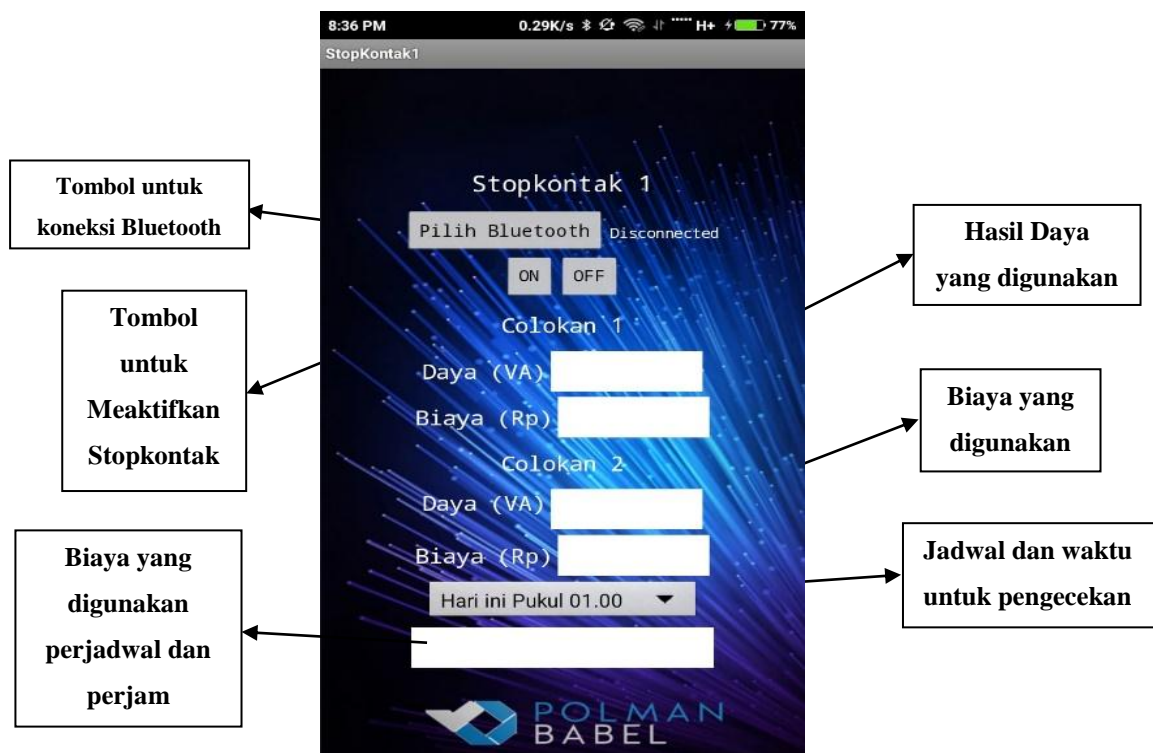 8:36 PM 0.29K/s H+ 77%
StopKontak1
Stopkontak 1
Pilih Bluetooth Disconnected
ON OFF
Colokan 1
Daya (VA)
Biaya (Rp)
Colokan 2
Daya (VA)
Biaya (Rp)
Hari ini Pukul 01.00
POLMAN
BABEL
Tombol untuk
koneksi Bluetooth
Tombol
untuk
Meaktifkan
Stopkontak
Biaya yang
digunakan
perjadwal dan
perjam
Hasil Daya
yang digunakan
Biaya yang
digunakan
Jadwal dan waktu
untuk pengecekan